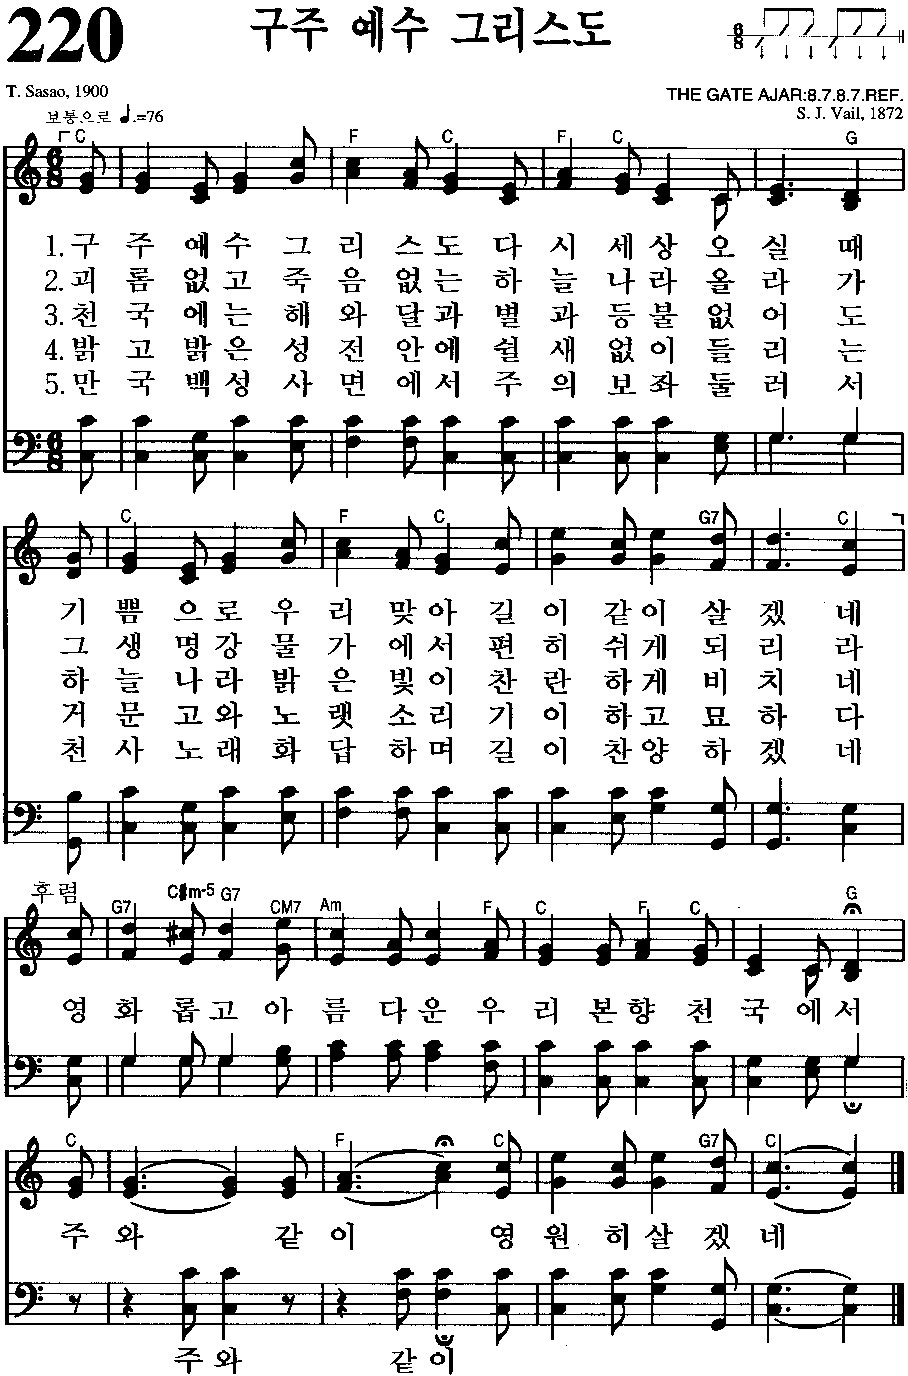 220 구주 예수 그리스도 6/8
T. Sasao, 1900
THE GATE AJAR:8.7.8.7.REF.
보통으로 ♩.=76
S. J. Vail, 1872
C F C F C G
1. 구 주 예 수 그 리 스 도 다 시 세 상 오 실 때
2. 괴 롬 없 고 죽 음 없 는 하 늘 나 라 올 라 가
3. 천 국 에 는 해 와 달 과 별 과 등 불 없 어 도
4. 밝 고 밝 은 성 전 안 에 쉴 새 없 이 들 리 는
5. 만 국 백 성 사 면 에 서 주 의 보 좌 둘 러 서
C F C G7 C
기 쁨 으 로 우 리 맞 아 길 이 같 이 살 겠 네
그 생 명 강 물 가 에 서 편 히 쉬 게 되 리 라
하 늘 나 라 밝 은 빛 이 찬 란 하 게 비 치 네
거 문 고 와 노 랫 소 리 기 이 하 고 묘 하 다
천 사 노 래 화 답 하 며 길 이 찬 양 하 겠 네
후렴
G7 C#m-5 G7 CM7 Am F C F C G
영 화 롭 고 아 름 다 운 우 리 본 향 천 국 에 서
C F C G7 C
주 와 같 이 영 원 히 살 겠 네
주 와 같 이